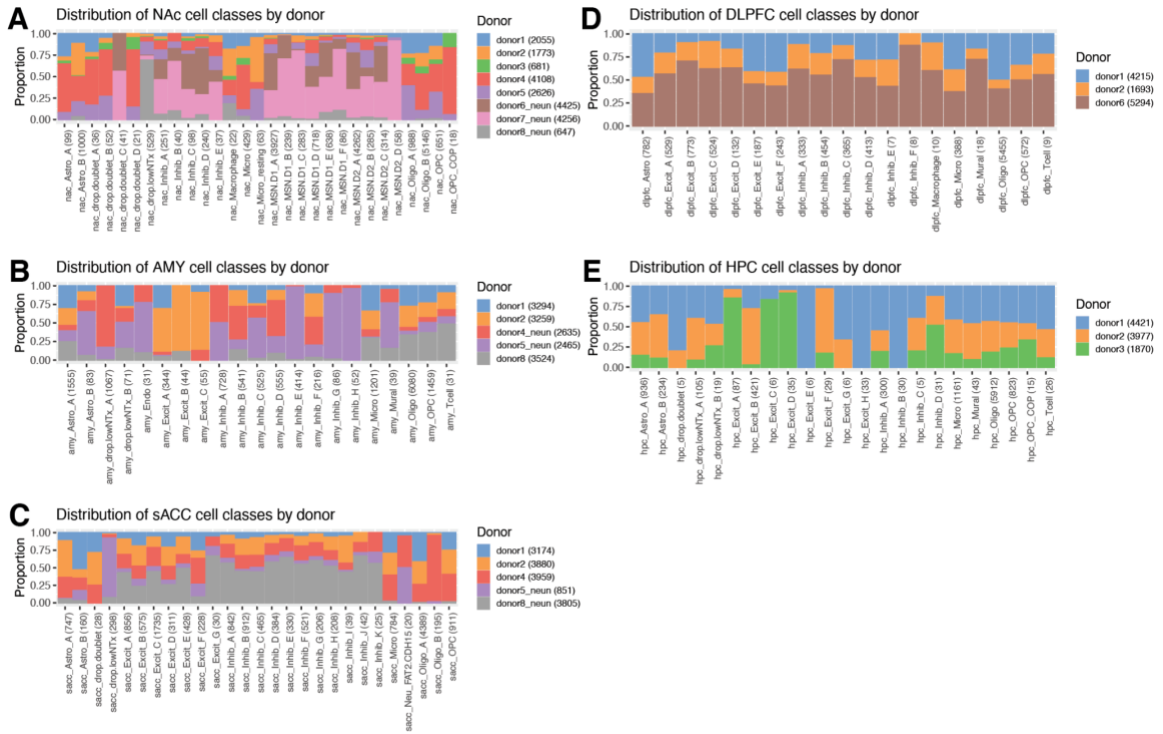 A
Distribution of NAc cell classes by donor
Proportion
1.00
0.75
0.50
0.25
0.00
nac_Astro_A (99)
nac_Astro_B (1000)
nac_drop.doublet_A (36)
nac_drop.doublet_B (52)
nac_drop.doublet_C (41)
nac_drop.doublet_D (21)
nac_drop.lowNTx (529)
nac_Inhib_A (251)
nac_Inhib_B (40)
nac_Inhib_C (98)
nac_Inhib_D (240)
nac_Inhib_E (37)
nac_Macrophage (22)
nac_Micro (429)
nac_Micro_resting (63)
nac_MSN.D1_A (3927)
nac_MSN.D1_B (239)
nac_MSN.D1_C (283)
nac_MSN.D1_D (718)
nac_MSN.D1_E (638)
nac_MSN.D1_F (86)
nac_MSN.D2_A (4262)
nac_MSN.D2_B (285)
nac_MSN.D2_C (314)
nac_MSN.D2_D (58)
nac_Oligo_A (988)
nac_Oligo_B (5146)
nac_OPC (651)
nac_OPC_COP (18)
Donor
donor1 (2055)
donor2 (1773)
donor3 (681)
donor4 (4108)
donor5 (2626)
donor6_neun (4425)
donor7_neun (4256)
donor8_neun (647)
B
Distribution of AMY cell classes by donor
Proportion
1.00
0.75
0.50
0.25
0.00
amy_Astro_A (1555)
amy_Astro_B (83)
amy_drop.lowNTx_A (1067)
amy_drop.lowNTx_B (71)
amy_Endo (31)
amy_Excit_A (344)
amy_Excit_B (44)
amy_Excit_C (55)
amy_Inhib_A (728)
amy_Inhib_B (541)
amy_Inhib_C (525)
amy_Inhib_D (555)
amy_Inhib_E (414)
amy_Inhib_F (216)
amy_Inhib_G (86)
amy_Inhib_H (52)
amy_Micro (1201)
amy_Mural (39)
amy_Oligo (6080)
amy_OPC (1459)
amy_Tcell (31)
Donor
donor1 (3294)
donor2 (3259)
donor4_neun (2635)
donor5_neun (2465)
donor8 (3524)
C
Distribution of sACC cell classes by donor
Proportion
1.00
0.75
0.50
0.25
0.00
sacc_Astro_A (747)
sacc_Astro_B (160)
sacc_drop.doublet (28)
sacc_drop.lowNTx (298)
sacc_Excit_A (856)
sacc_Excit_B (575)
sacc_Excit_C (1735)
sacc_Excit_D (311)
sacc_Excit_E (428)
sacc_Excit_F (228)
sacc_Excit_G (30)
sacc_Inhib_A (842)
sacc_Inhib_B (912)
sacc_Inhib_C (465)
sacc_Inhib_D (384)
sacc_Inhib_E (330)
sacc_Inhib_F (521)
sacc_Inhib_G (206)
sacc_Inhib_H (208)
sacc_Inhib_I (39)
sacc_Inhib_J (42)
sacc_Inhib_K (25)
sacc_Micro (784)
sacc_Neu_FAT2.CDH15 (20)
sacc_Oligo_A (4389)
sacc_Oligo_B (195)
sacc_OPC (911)
Donor
donor1 (3174)
donor2 (3880)
donor4 (3959)
donor5_neun (851)
donor8_neun (3805)
D
Distribution of DLPFC cell classes by donor
Proportion
1.00
0.75
0.50
0.25
0.00
dlpfc_Astro (782)
dlpfc_Excit_A (529)
dlpfc_Excit_B (773)
dlpfc_Excit_C (524)
dlpfc_Excit_D (132)
dlpfc_Excit_E (187)
dlpfc_Excit_F (243)
dlpfc_Inhib_A (333)
dlpfc_Inhib_B (454)
dlpfc_Inhib_C (365)
dlpfc_Inhib_D (413)
dlpfc_Inhib_E (7)
dlpfc_Inhib_F (8)
dlpfc_Macrophage (10)
dlpfc_Micro (388)
dlpfc_Mural (18)
dlpfc_Oligo (5455)
dlpfc_OPC (572)
dlpfc_Tcell (9)
Donor
donor1 (4215)
donor2 (1693)
donor6 (5294)
E
Distribution of HPC cell classes by donor
Proportion
1.00
0.75
0.50
0.25
0.00
hpc_Astro_A (936)
hpc_Astro_B (234)
hpc_drop.doublet (5)
hpc_drop.lowNTx_A (105)
hpc_drop.lowNTx_B (19)
hpc_Excit_A (87)
hpc_Excit_B (421)
hpc_Excit_C (6)
hpc_Excit_D (35)
hpc_Excit_E (6)
hpc_Excit_F (29)
hpc_Excit_G (6)
hpc_Excit_H (33)
hpc_Inhib_A (300)
hpc_Inhib_B (30)
hpc_Inhib_C (5)
hpc_Inhib_D (31)
hpc_Micro (1161)
hpc_Mural (43)
hpc_Oligo (5912)
hpc_OPC (823)
hpc_OPC_COP (15)
hpc_Tcell (26)
Donor
donor1 (4421)
donor2 (3977)
donor3 (1870)